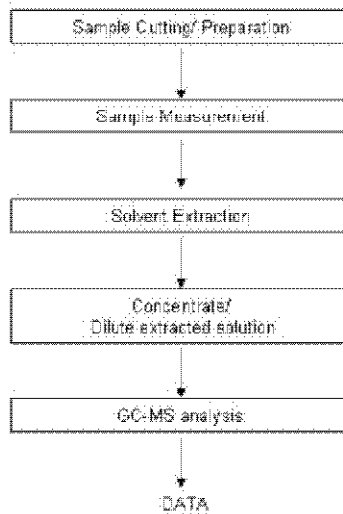 Sample Cutting/ Preparation
Sample Measurement
Solvent Extraction
Concentrate/
Dilute extracted solution
GC-MS analysis
DATA